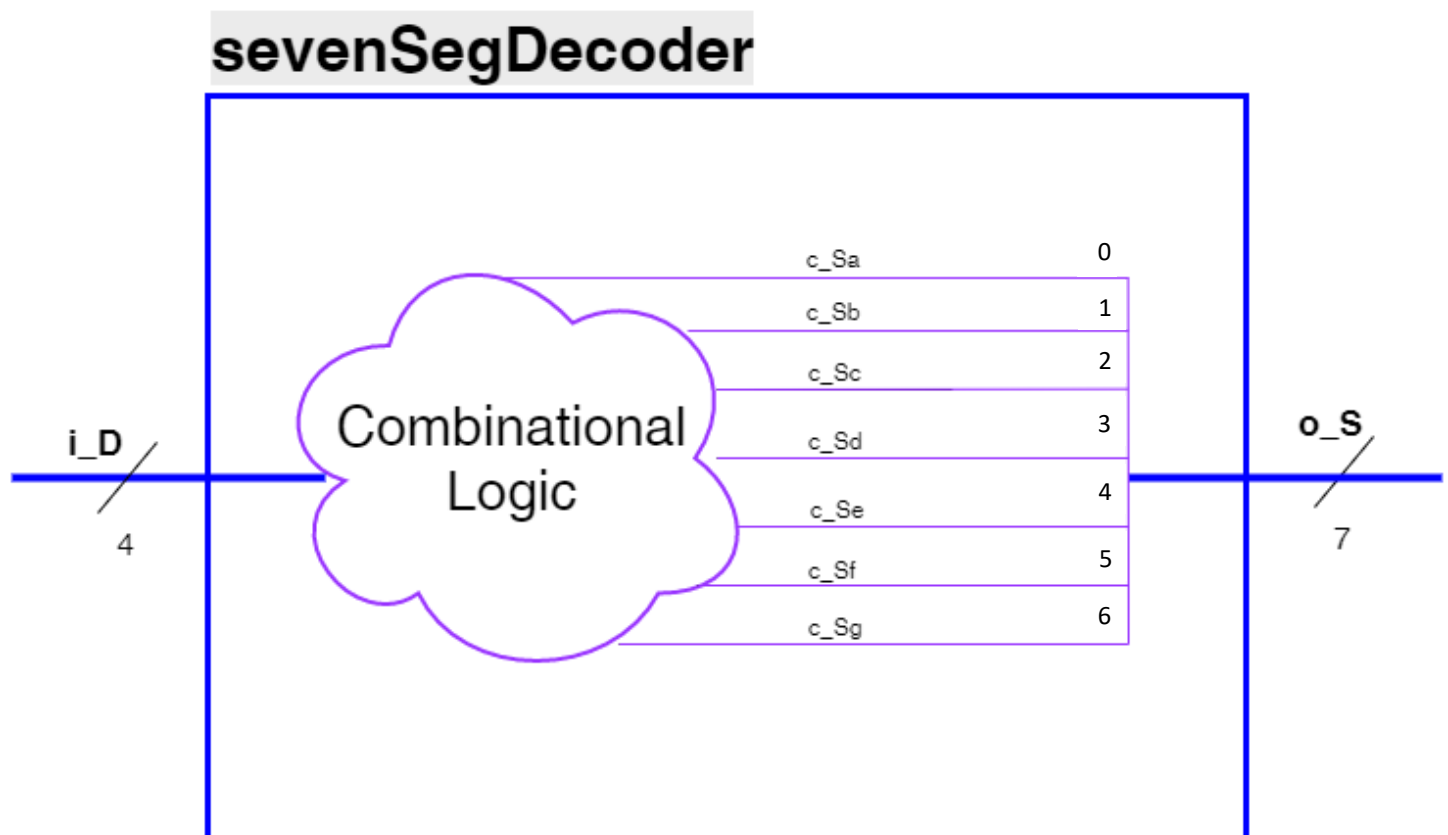 sevenSegDecoder
c_Sa 0
c_Sb 1
c_Sc 2
c_Sd 3
c_Se 4
c_Sf 5
c_Sg 6
Combinational
Logic
i_D
4
o_S
7